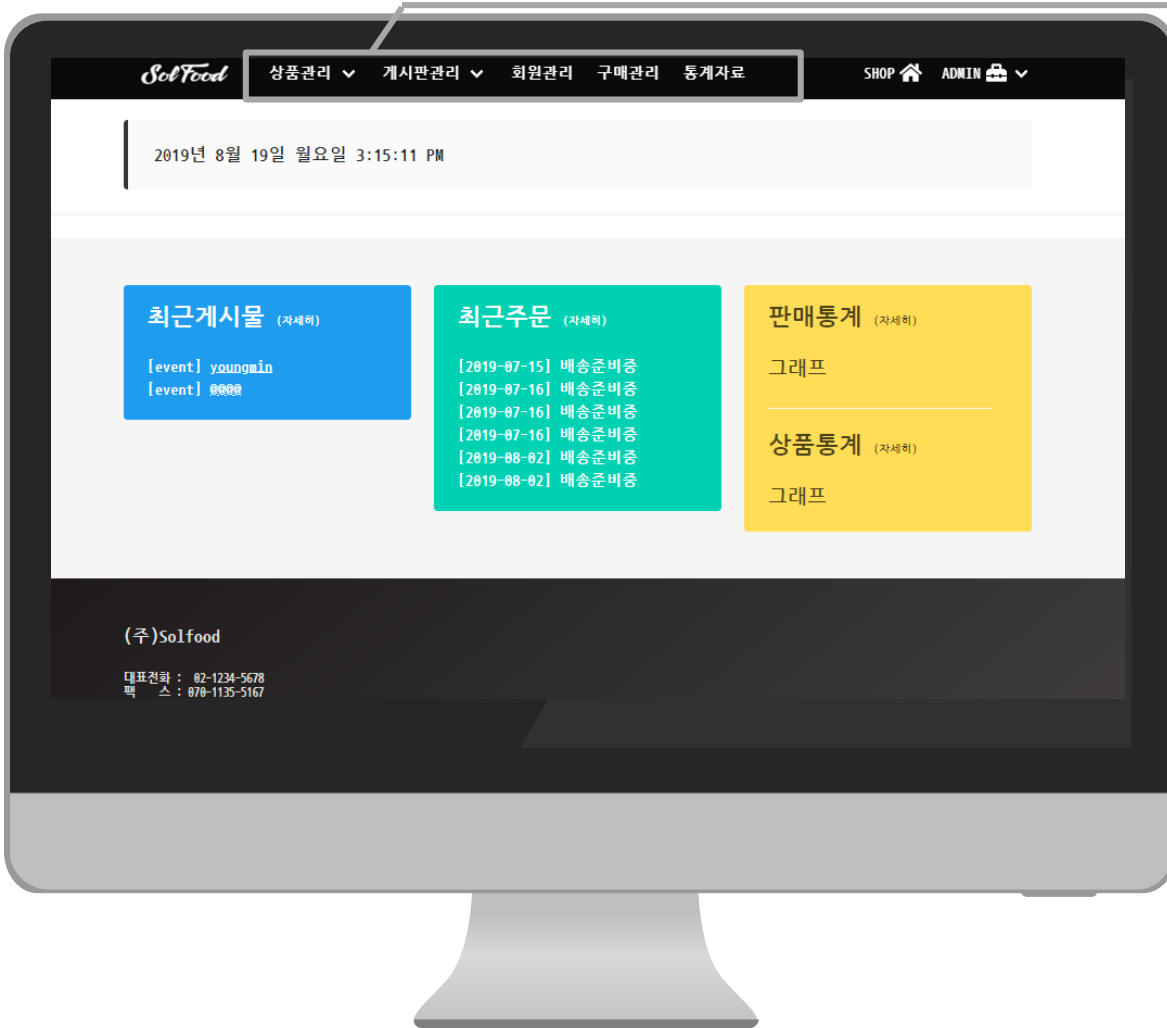 SolFood 상품관리 게시판관리 회원관리 구매관리 통계자료 SHOP ADMIN
2019년 8월 19일 월요일 3:15:11 PM
최근게시물 (자세히)
[event] youngmin
[event] @@@@
최근주문 (자세히)
[2019-07-15] 배송준비중
[2019-07-16] 배송준비중
[2019-07-16] 배송준비중
[2019-07-16] 배송준비중
[2019-08-02] 배송준비중
[2019-08-02] 배송준비중
판매통계 (자세히)
그래프
상품통계 (자세히)
그래프
(주)Solfood
대표전화 : 02-1234-5678
팩 스 : 070-1135-5167